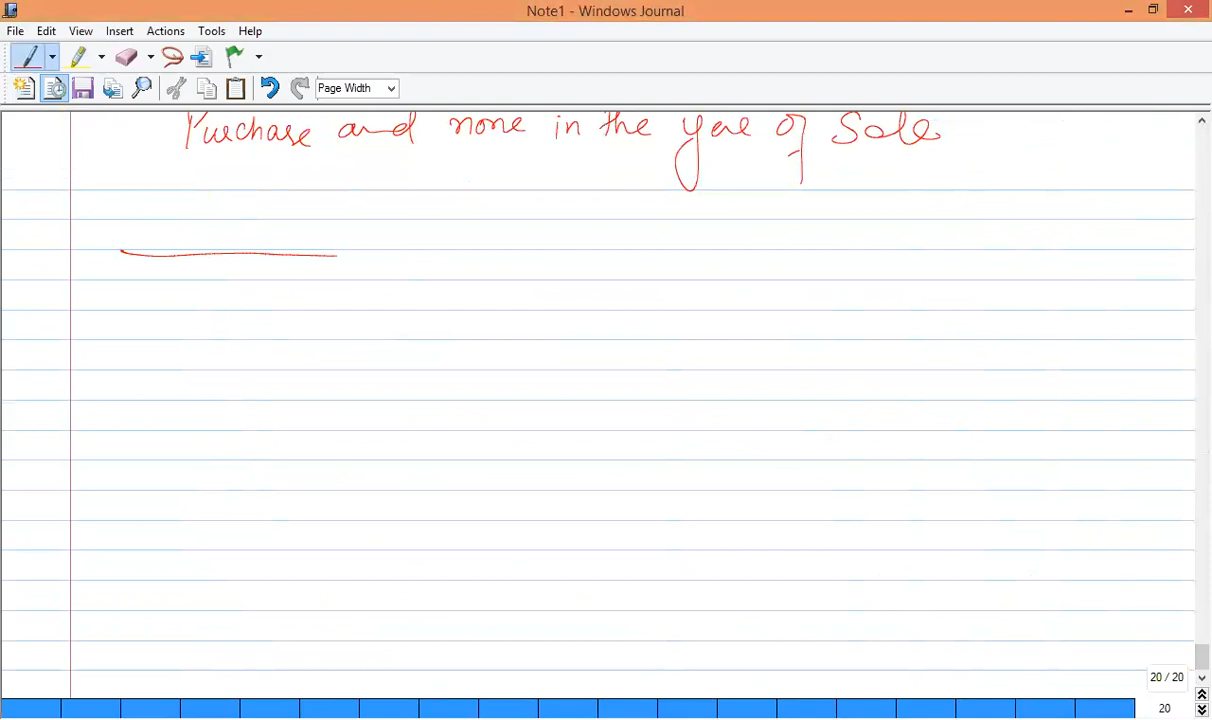 Note1 - Windows Journal
File Edit View Insert Actions Tools Help
Page Width
Purchase and none in the yeae of Sale
20 / 20
20